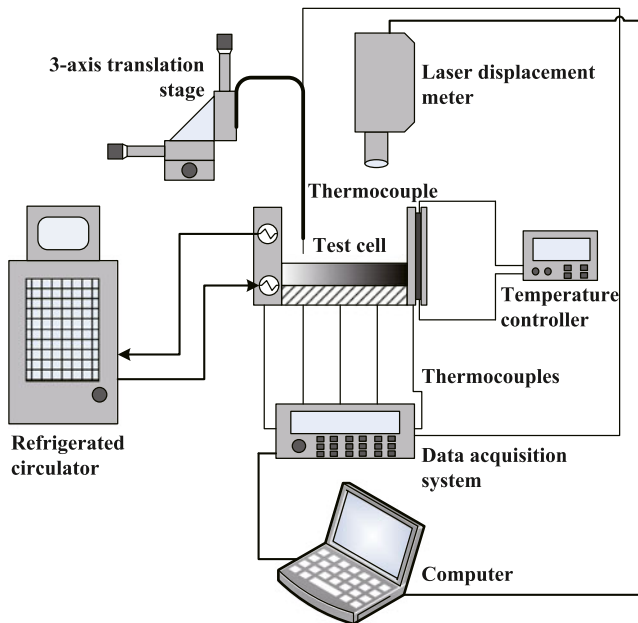 3-axis translation
stage
Laser displacement
meter
Thermocouple
Test cell
Temperature
controller
Thermocouples
Refrigerated
circulator
Data acquisition
system
Computer